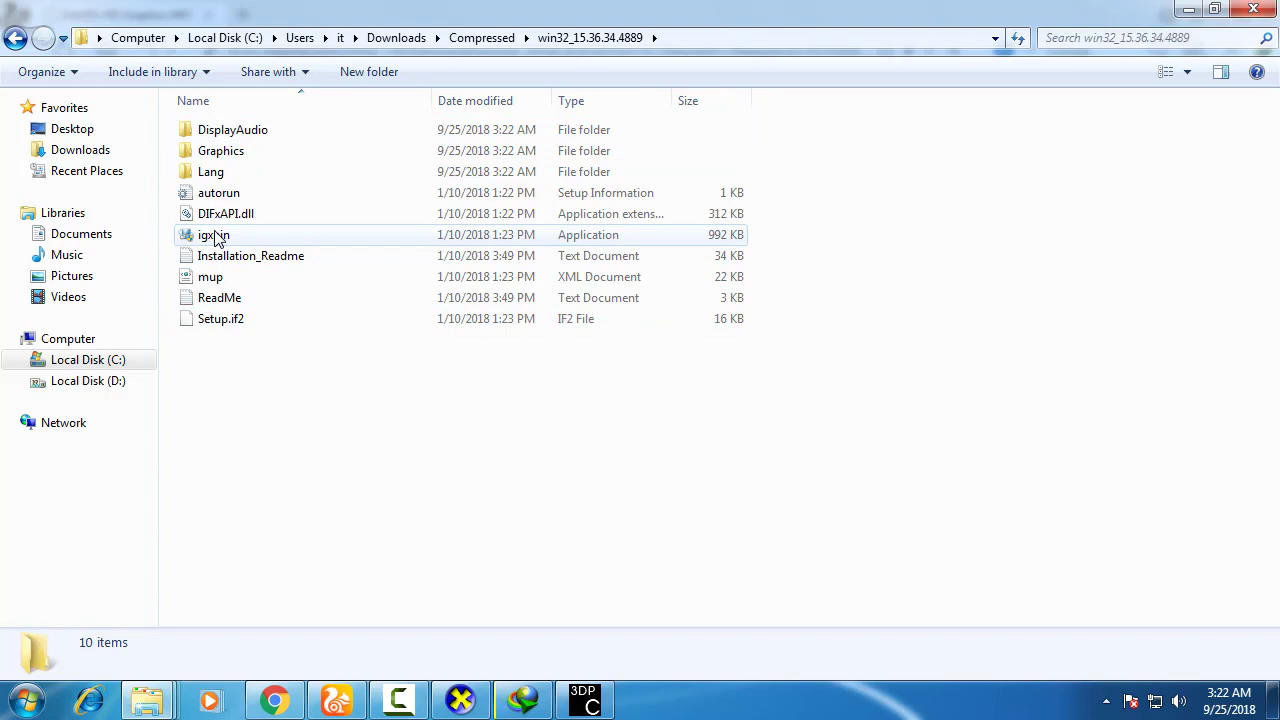 Computer Local Disk (C:) Users it Downloads Compressed win32_15.36.34.4889 Search win32_15.36.34.4889
Organize Include in library Share with New folder
Name Date modified Type Size
Favorites
Desktop
Downloads
Recent Places
Libraries
Documents
Music
Pictures
Videos
Computer
Local Disk (C:)
Local Disk (D:)
Network
DisplayAudio 9/25/2018 3:22 AM File folder
Graphics 9/25/2018 3:22 AM File folder
Lang 9/25/2018 3:22 AM File folder
autorun 1/10/2018 1:22 PM Setup Information 1 KB
DIFxAPI.dll 1/10/2018 1:22 PM Application extens... 312 KB
1/10/2018 1:23 PM Application 992 KB
Installation_Readme 1/10/2018 3:49 PM Text Document 34 KB
mup 1/10/2018 1:23 PM XML Document 22 KB
ReadMe 1/10/2018 3:49 PM Text Document 3 KB
Setup.if2 1/10/2018 1:23 PM IF2 File 16 KB
10 items
3DP
C
3:22 AM
9/25/2018